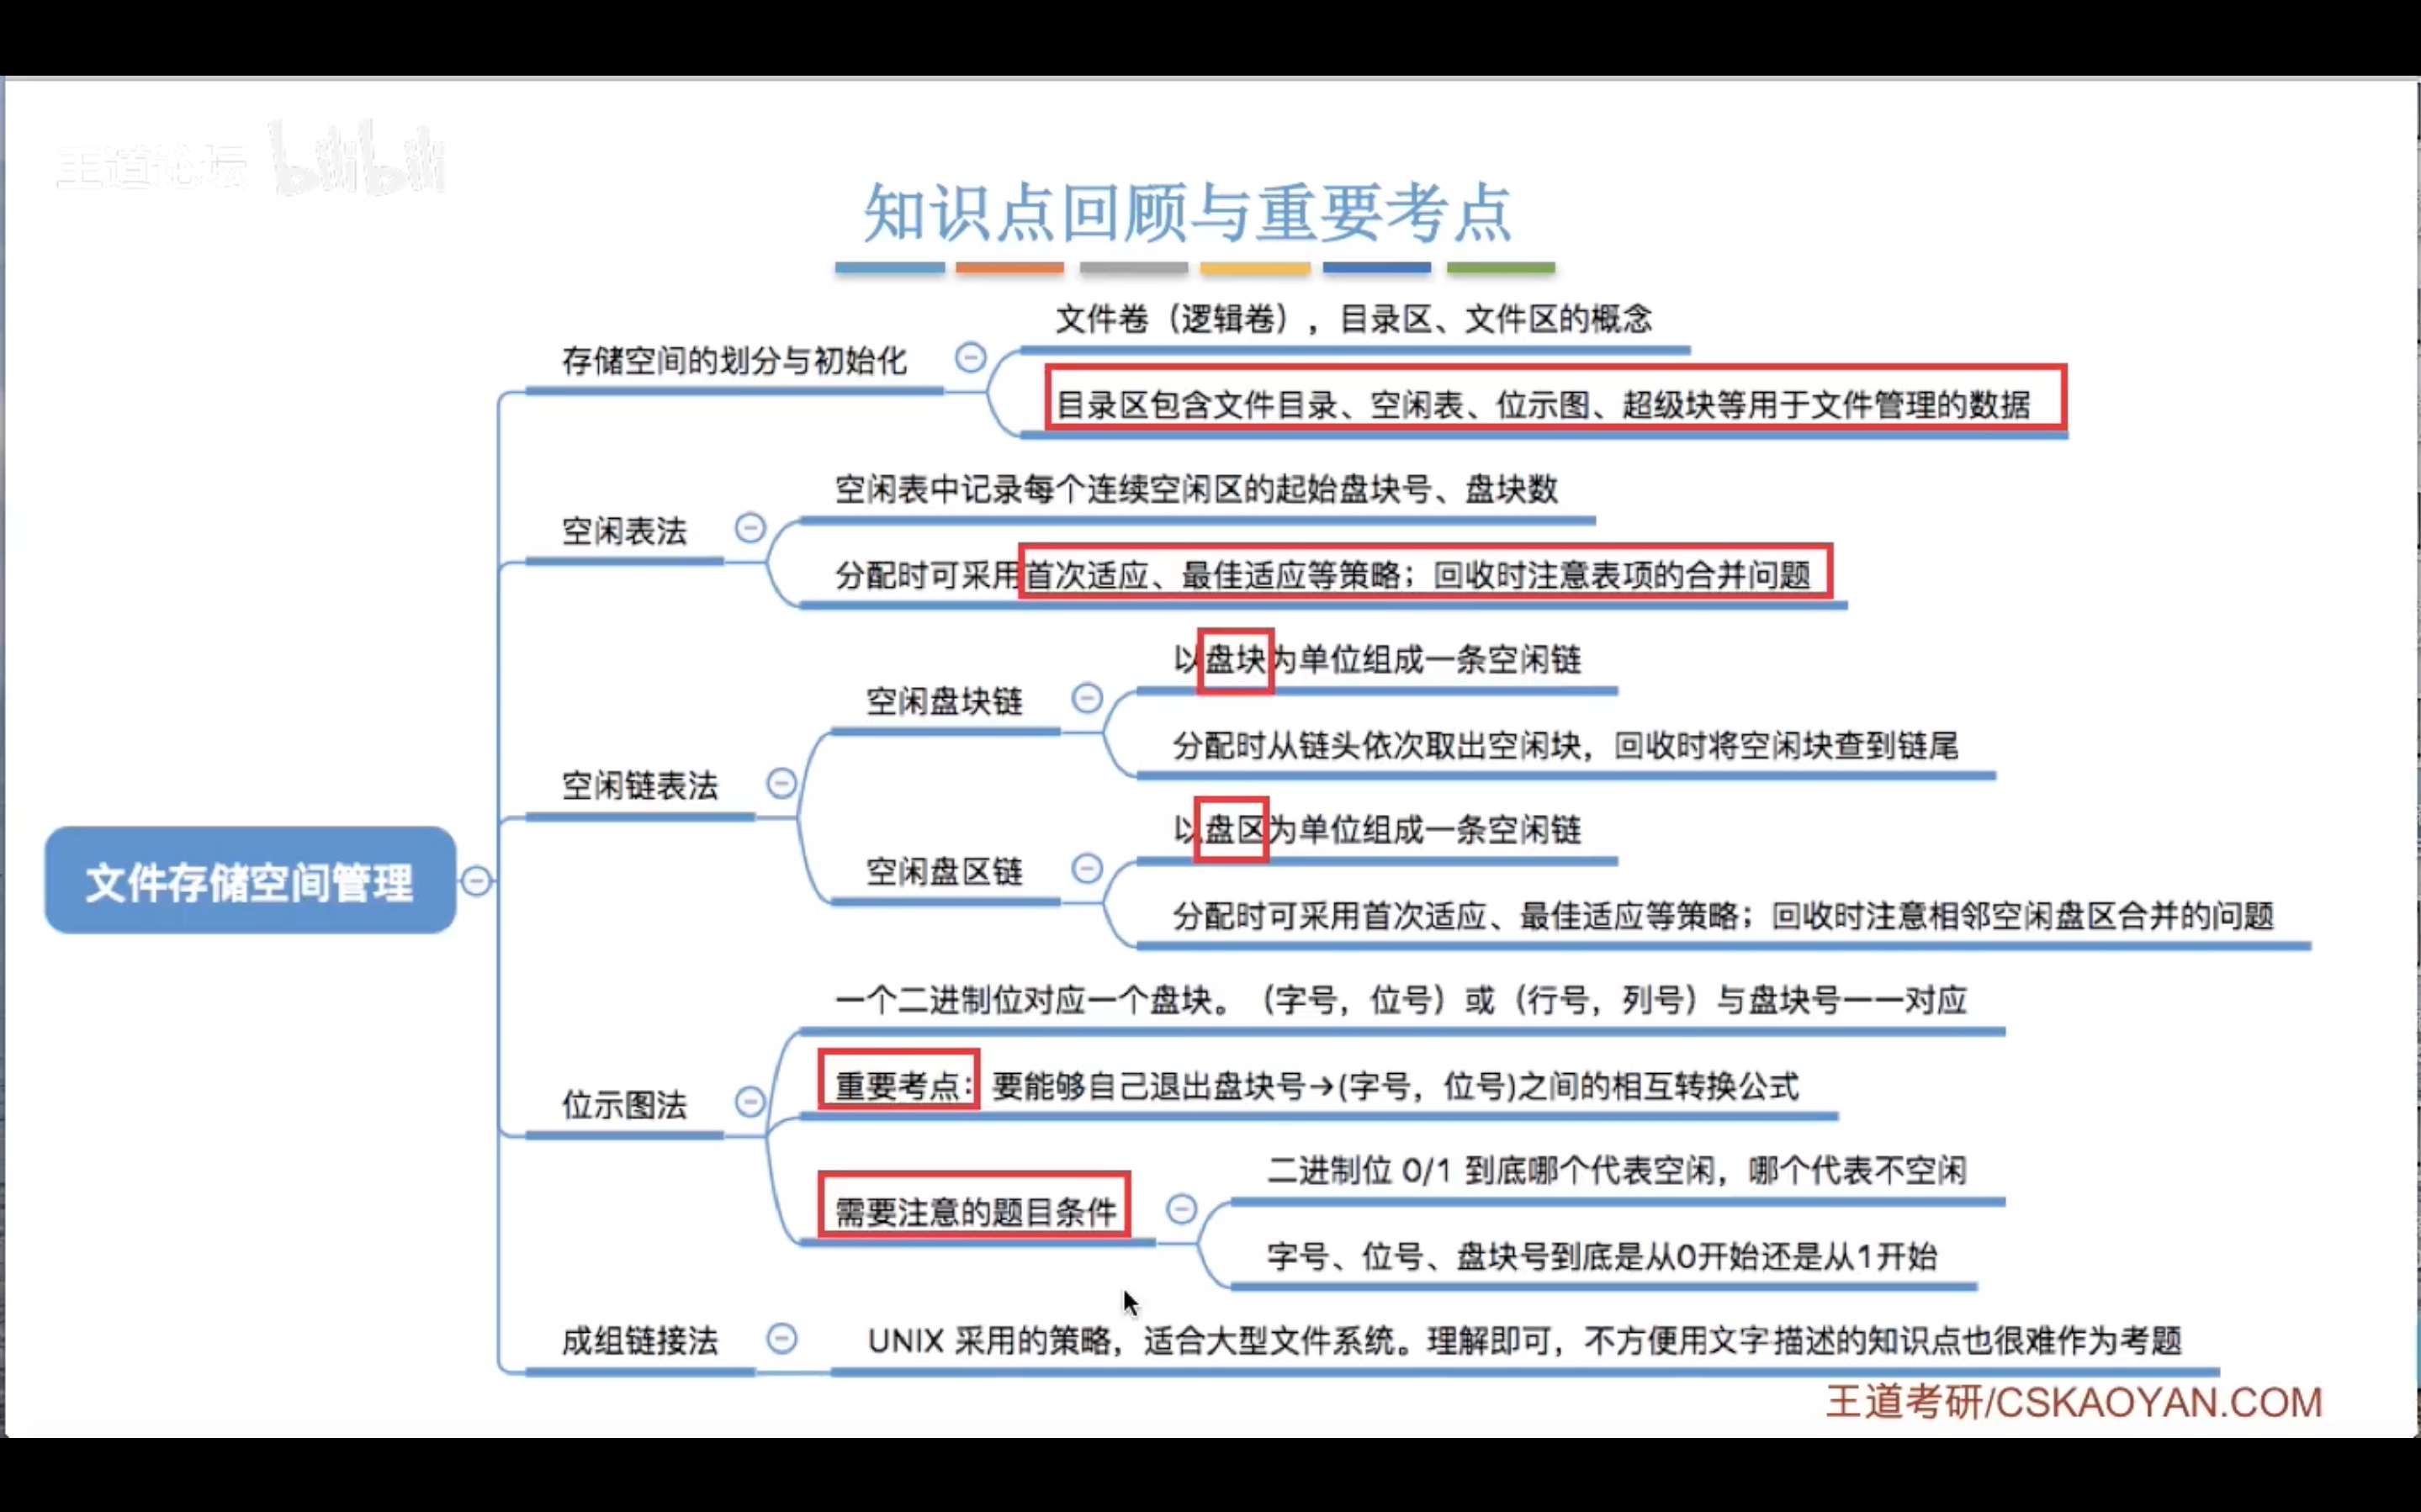 王道论坛 bilibili
知识点回顾与重要考点
文件存储空间管理
存储空间的划分与初始化
文件卷（逻辑卷），目录区、文件区的概念
目录区包含文件目录、空闲表、位示图、超级块等用于文件管理的数据
空闲表法
空闲表中记录每个连续空闲区的起始盘块号、盘块数
分配时可采用首次适应、最佳适应等策略；回收时注意表项的合并问题
空闲链表法
空闲盘块链
以盘块为单位组成一条空闲链
分配时从链头依次取出空闲块，回收时将空闲块查到链尾
空闲盘区链
以盘区为单位组成一条空闲链
分配时可采用首次适应、最佳适应等策略；回收时注意相邻空闲盘区合并的问题
位示图法
一个二进制位对应一个盘块。（字号，位号）或（行号，列号）与盘块号一一对应
重要考点：要能够自己退出盘块号→(字号，位号)之间的相互转换公式
需要注意的题目条件
二进制位 0/1 到底哪个代表空闲，哪个代表不空闲
字号、位号、盘块号到底是从0开始还是从1开始
成组链接法
UNIX 采用的策略，适合大型文件系统。理解即可，不方便用文字描述的知识点也很难作为考题
王道考研/CSKAOYAN.COM